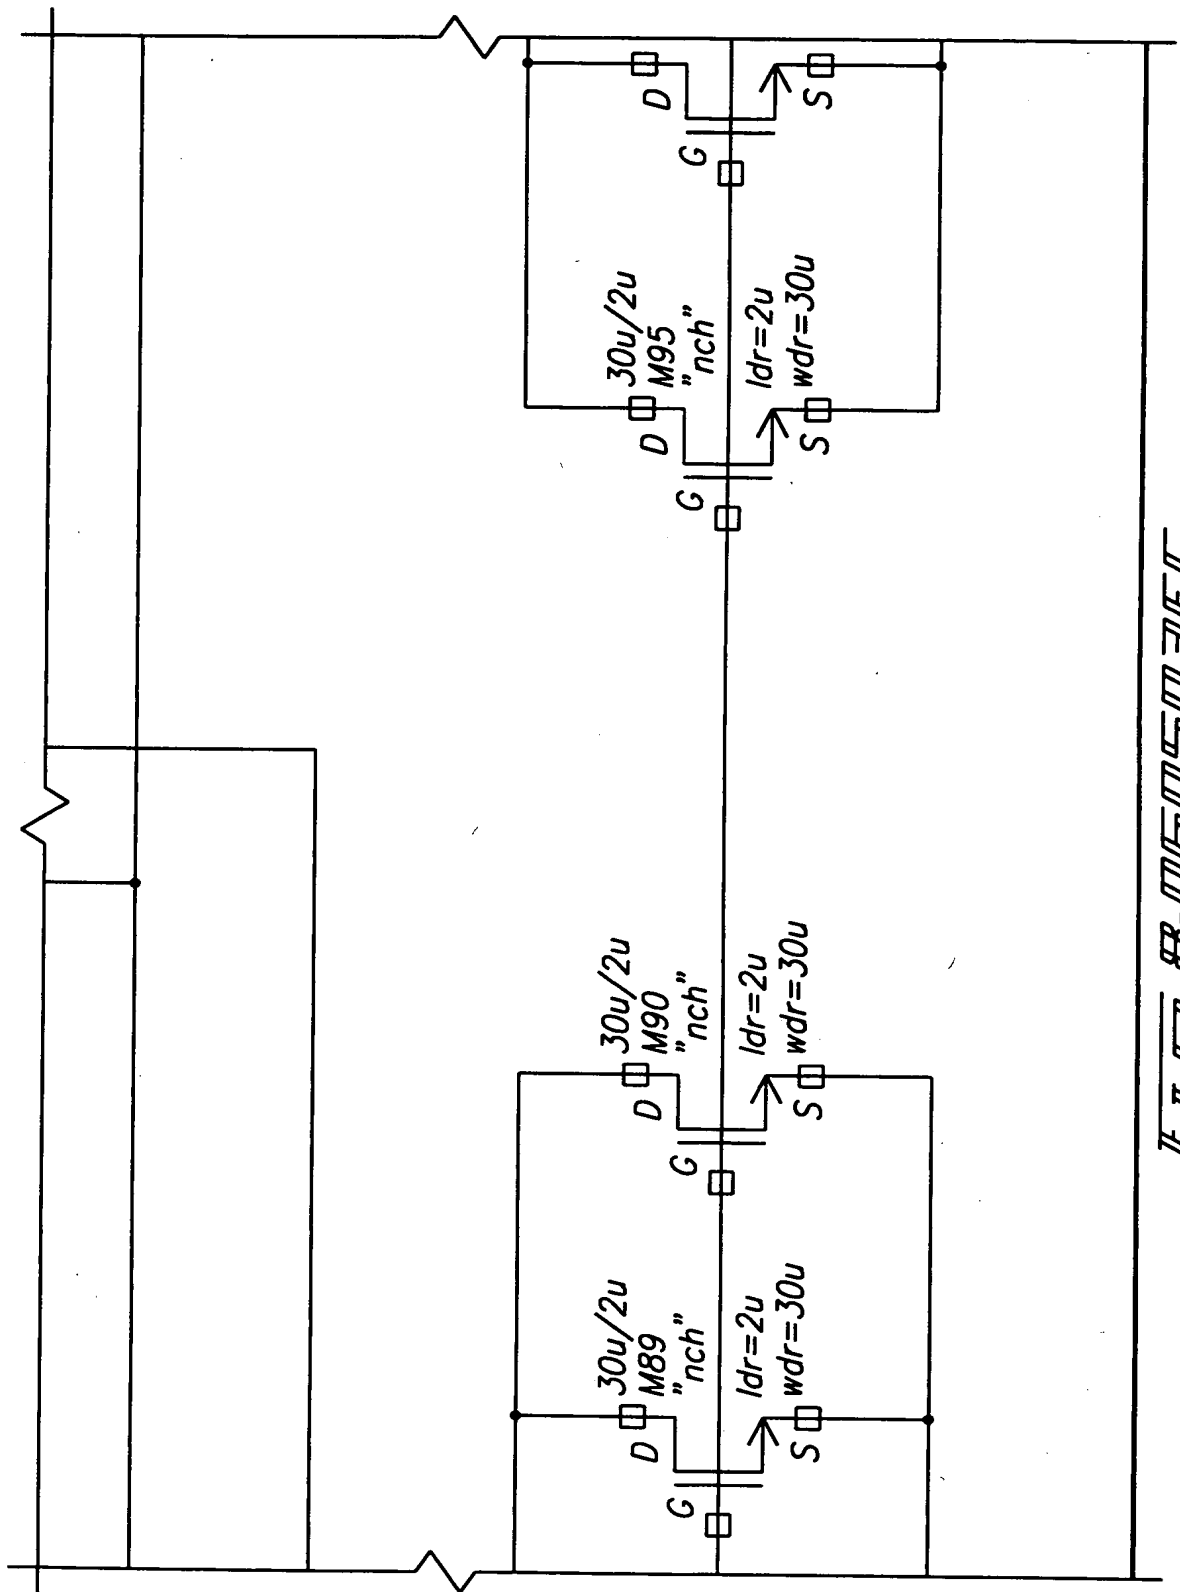 30u/2u
M89
"nch"
ldr=2u
wdr=30u
D
G
S
30u/2u
M90
"nch"
ldr=2u
wdr=30u
D
G
S
30u/2u
M95
"nch"
ldr=2u
wdr=30u
D
G
S
D
G
S